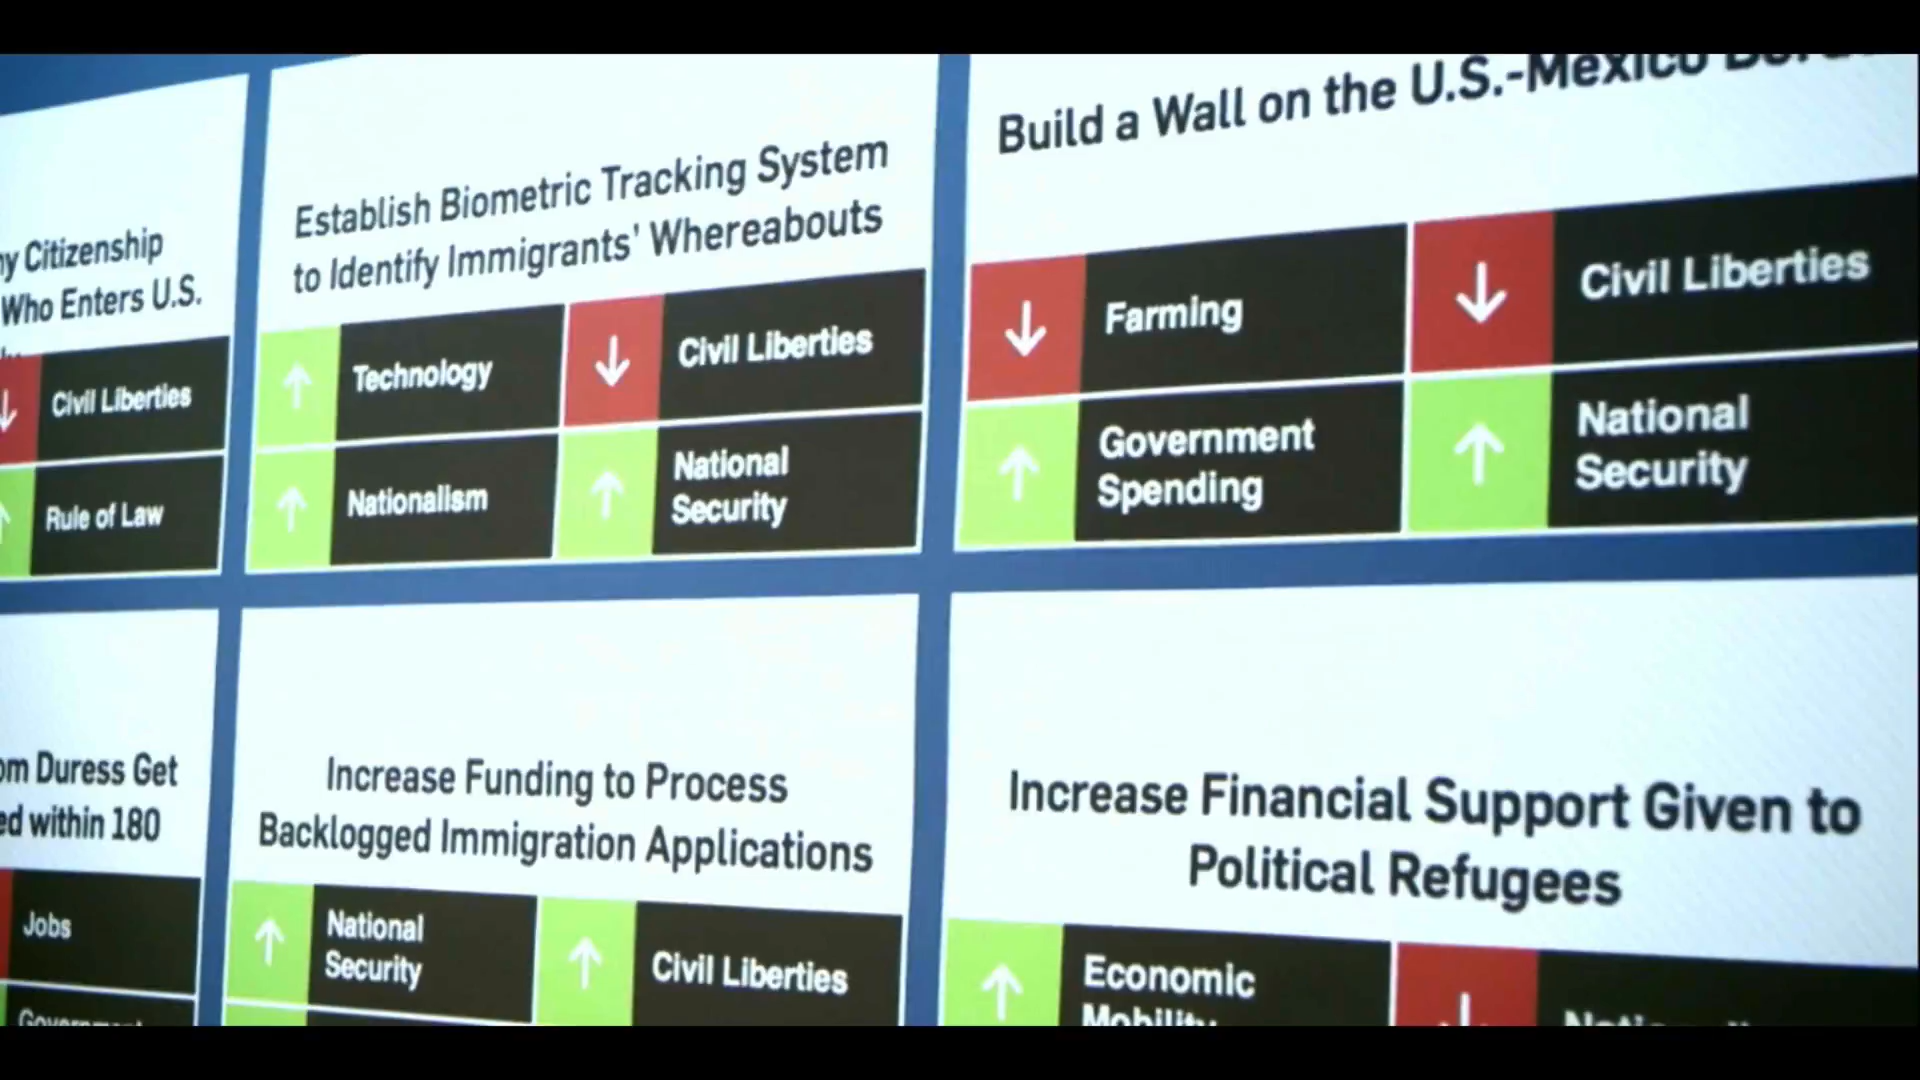 ny Citizenship
Who Enters U.S.
Civil Liberties
Rule of Law
Establish Biometric Tracking System
to Identify Immigrants' Whereabouts
Technology
Civil Liberties
Nationalism
National
Security
Build a Wall on the U.S.-Mexico
Farming
Civil Liberties
Government
Spending
National
Security
om Duress Get
ed within 180
Jobs
Government
Increase Funding to Process
Backlogged Immigration Applications
National
Security
Civil Liberties
Increase Financial Support Given to
Political Refugees
Economic
Mobility